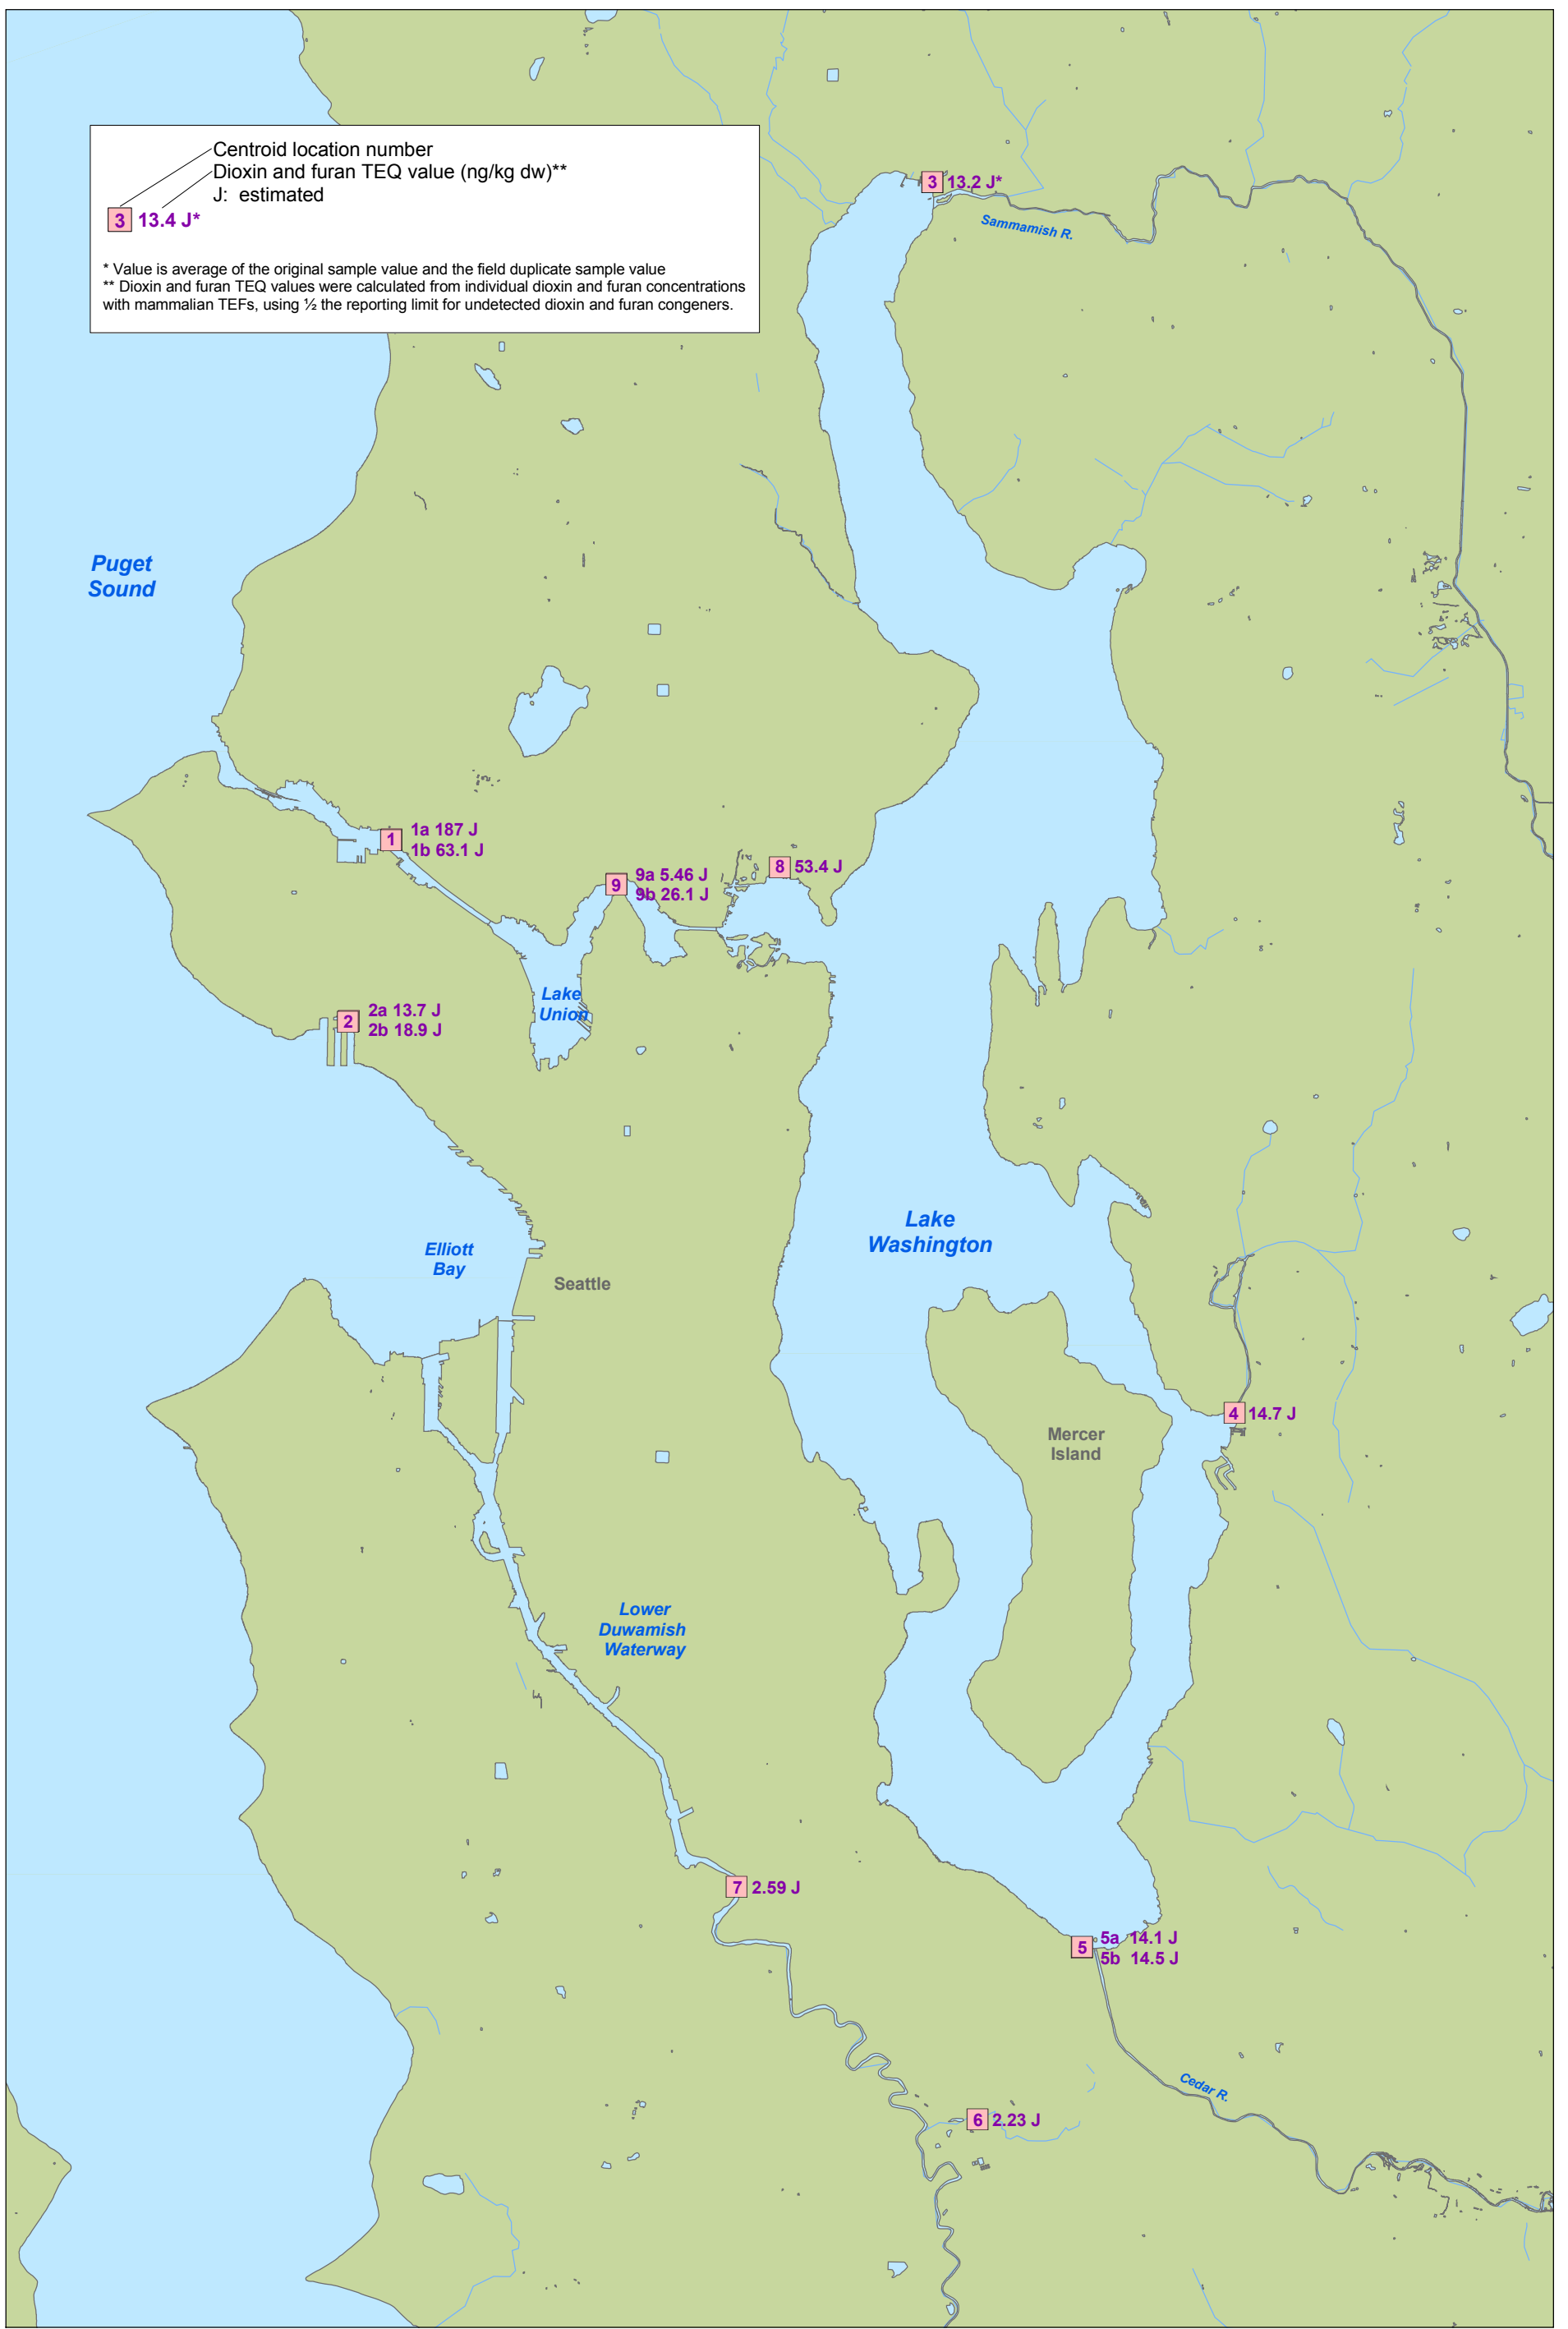 Centroid location number
Dioxin and furan TEQ value (ng/kg dw)**
J: estimated
3 13.4 J*
* Value is average of the original sample value and the field duplicate sample value
** Dioxin and furan TEQ values were calculated from individual dioxin and furan concentrations
with mammalian TEFs, using ½ the reporting limit for undetected dioxin and furan congeners.
3 13.2 J*
Sammamish R.
Puget
Sound
1
1a 187 J
1b 63.1 J
8 53.4 J
9
9a 5.46 J
9b 26.1 J
Lake
Union
2
2a 13.7 J
2b 18.9 J
Lake
Washington
Elliott
Bay
Seattle
4 14.7 J
Mercer
Island
Lower
Duwamish
Waterway
7 2.59 J
5
5a 14.1 J
5b 14.5 J
Cedar R.
6 2.23 J